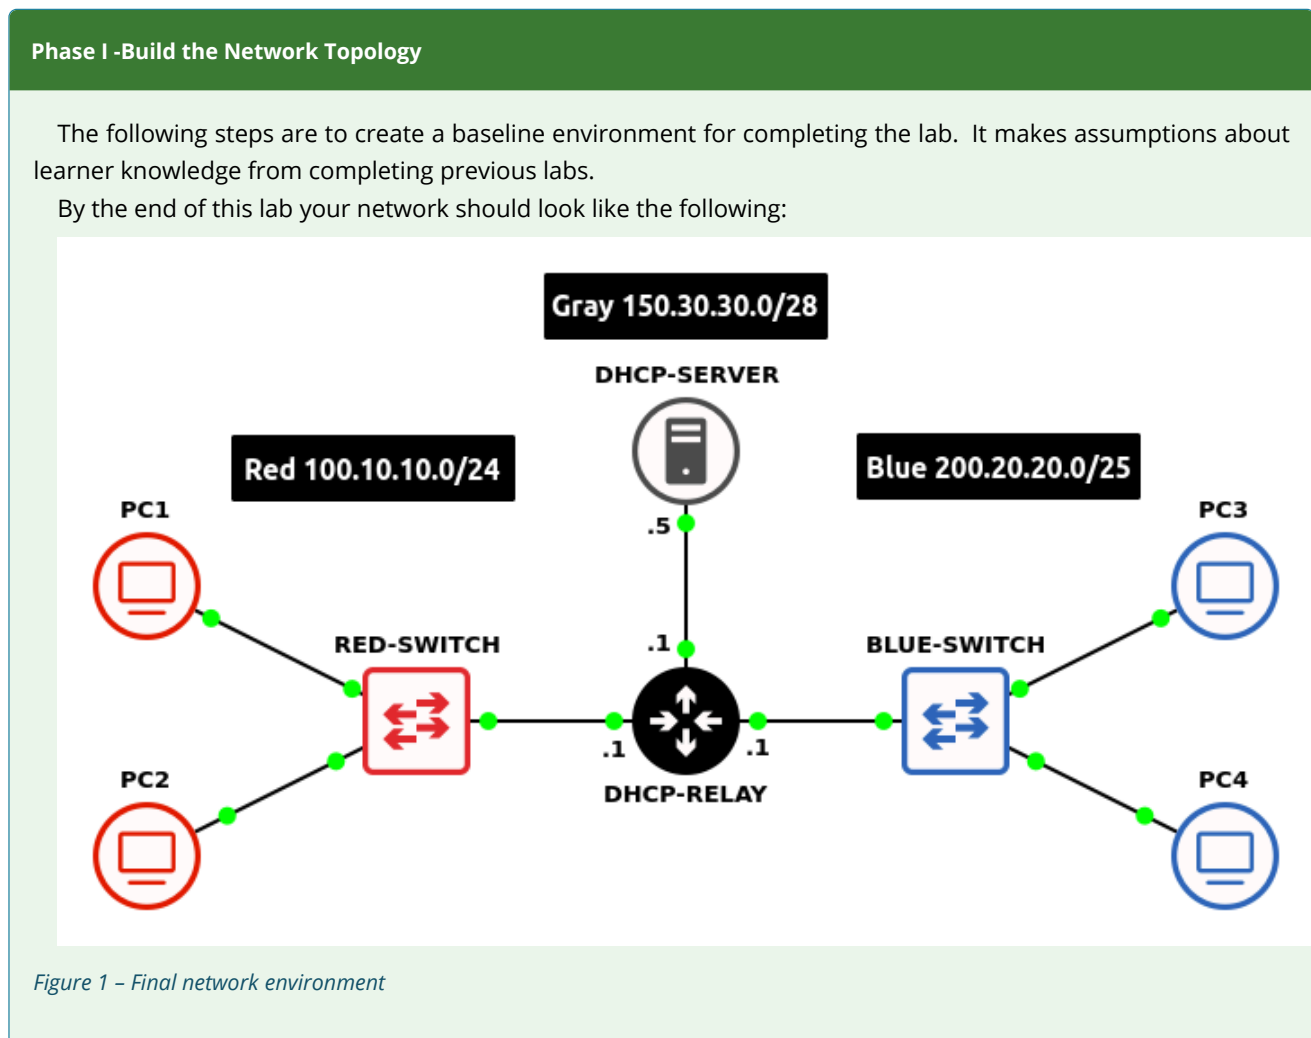 Phase I -Build the Network Topology
The following steps are to create a baseline environment for completing the lab. It makes assumptions about
learner knowledge from completing previous labs.
By the end of this lab your network should look like the following:
Gray 150.30.30.0/28
DHCP-SERVER
Red 100.10.10.0/24
Blue 200.20.20.0/25
PC1
PC3
.5
RED-SWITCH
.1
BLUE-SWITCH
.1
.1
PC2
DHCP-RELAY
PC4
Figure 1 – Final network environment